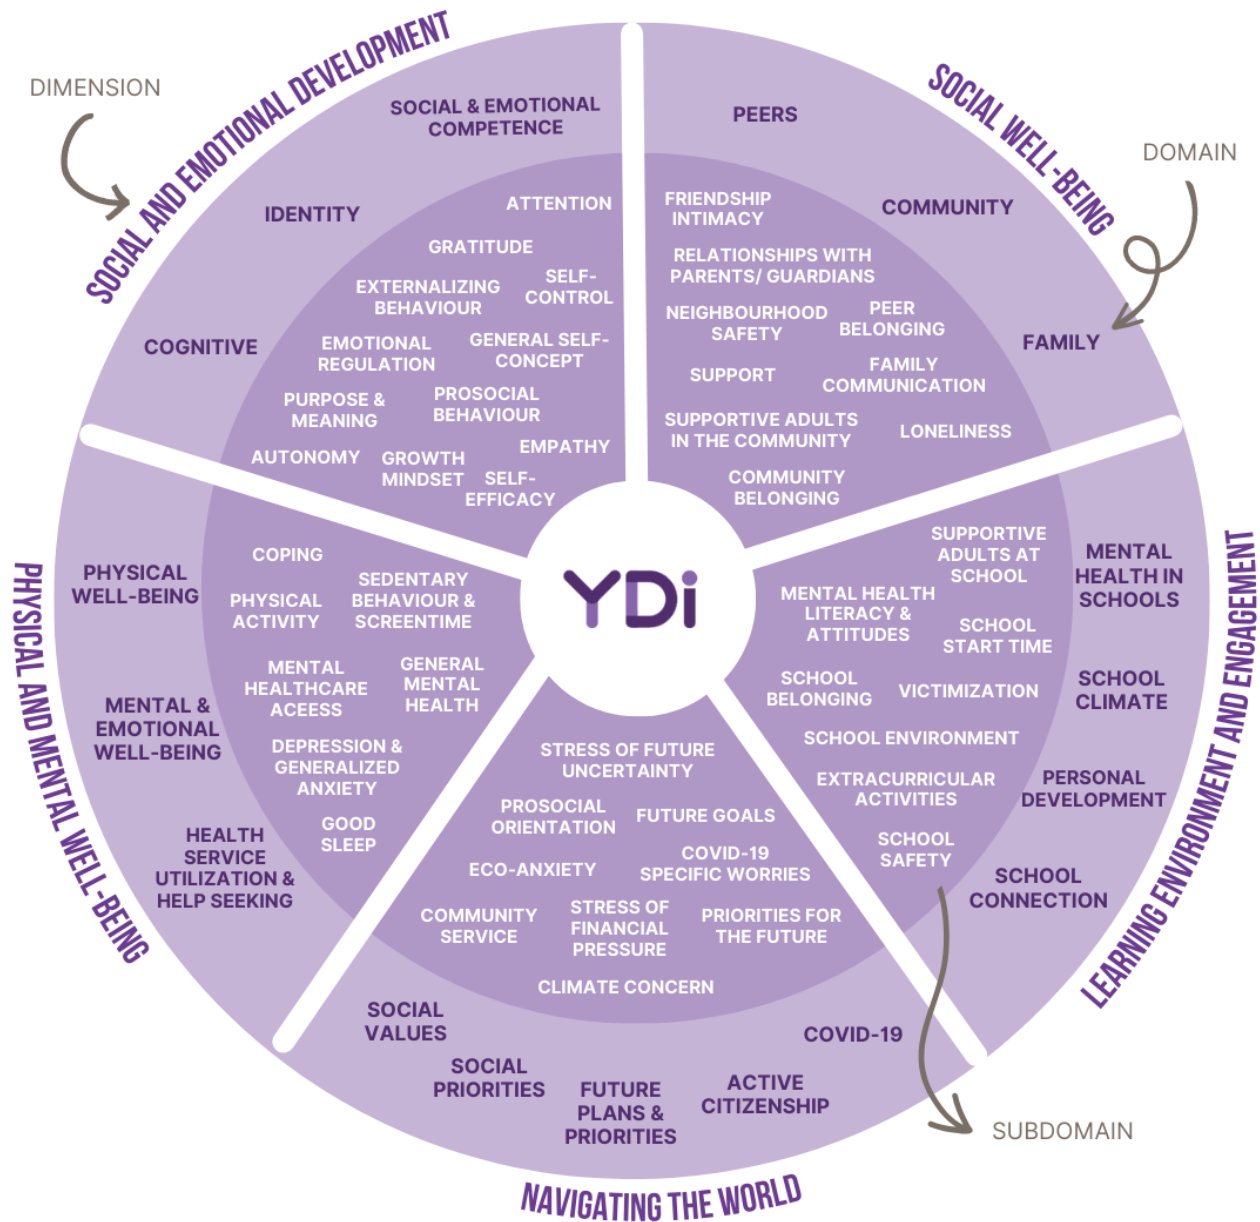 DIMENSION
SOCIAL AND EMOTIONAL DEVELOPMENT
SOCIAL & EMOTIONAL
COMPETENCE
IDENTITY
COGNITIVE
ATTENTION
GRATITUDE
EXTERNALIZING
BEHAVIOUR
SELF-
CONTROL
EMOTIONAL
REGULATION
GENERAL SELF-
CONCEPT
PURPOSE &
MEANING
PROSOCIAL
BEHAVIOUR
EMPATHY
AUTONOMY
GROWTH
MINDSET
SELF-
EFFICACY
SOCIAL WELL-BEING
DOMAIN
PEERS
COMMUNITY
FAMILY
FRIENDSHIP
INTIMACY
RELATIONSHIPS WITH
PARENTS/ GUARDIANS
NEIGHBOURHOOD
SAFETY
PEER
BELONGING
SUPPORT
FAMILY
COMMUNICATION
SUPPORTIVE ADULTS
IN THE COMMUNITY
LONELINESS
COMMUNITY
BELONGING
YDi
LEARNING ENVIRONMENT AND ENGAGEMENT
MENTAL
HEALTH IN
SCHOOLS
SCHOOL
CLIMATE
PERSONAL
DEVELOPMENT
SCHOOL
CONNECTION
SUPPORTIVE
ADULTS AT
SCHOOL
MENTAL HEALTH
LITERACY &
ATTITUDES
SCHOOL
START TIME
SCHOOL
BELONGING
VICTIMIZATION
SCHOOL ENVIRONMENT
EXTRACURRICULAR
ACTIVITIES
SCHOOL
SAFETY
SUBDOMAIN
PHYSICAL AND MENTAL WELL-BEING
PHYSICAL
WELL-BEING
MENTAL &
EMOTIONAL
WELL-BEING
HEALTH
SERVICE
UTILIZATION &
HELP SEEKING
COPING
PHYSICAL
ACTIVITY
SEDENTARY
BEHAVIOUR &
SCREENTIME
MENTAL
HEALTHCARE
ACEESS
GENERAL
MENTAL
HEALTH
DEPRESSION &
GENERALIZED
ANXIETY
GOOD
SLEEP
STRESS OF FUTURE
UNCERTAINTY
PROSOCIAL
ORIENTATION
FUTURE GOALS
ECO-ANXIETY
COVID-19
SPECIFIC WORRIES
COMMUNITY
SERVICE
STRESS OF
FINANCIAL
PRESSURE
PRIORITIES FOR
THE FUTURE
CLIMATE CONCERN
SOCIAL
VALUES
SOCIAL
PRIORITIES
FUTURE
PLANS &
PRIORITIES
ACTIVE
CITIZENSHIP
COVID-19
NAVIGATING THE WORLD